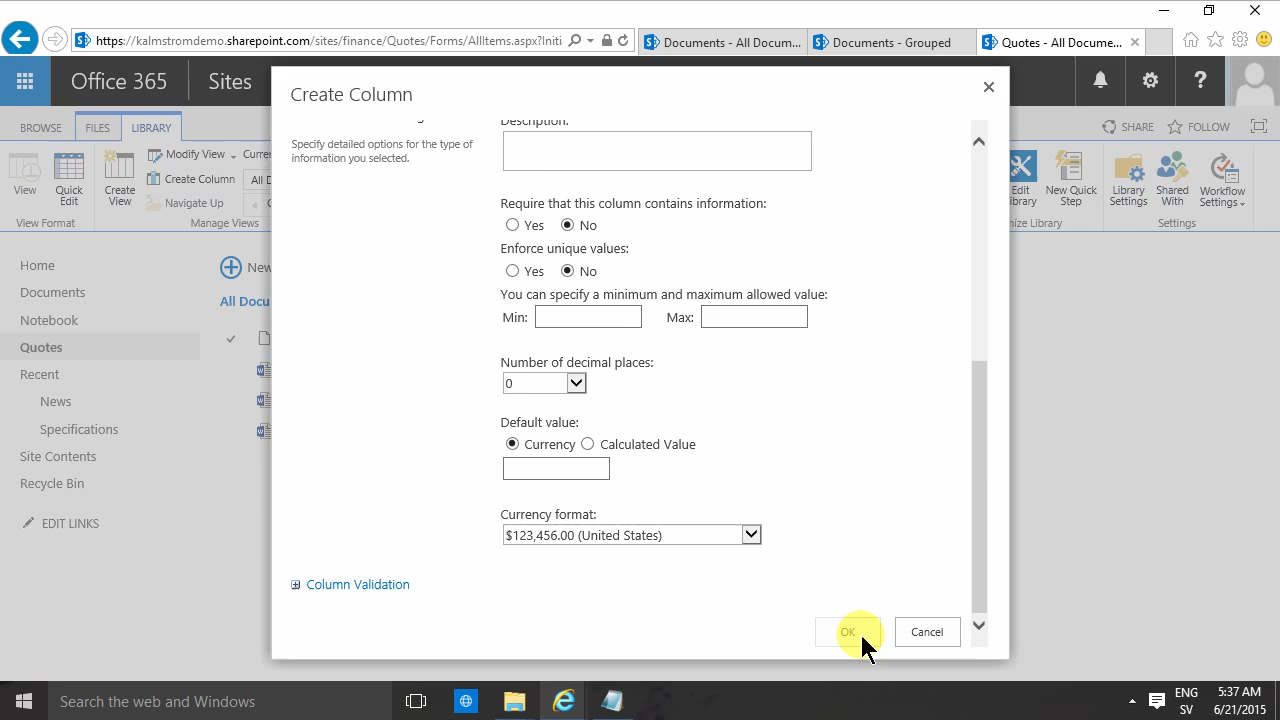 https://kalmstromdemo.sharepoint.com/sites/finance/Quotes/Forms/AllItems.aspx?Initi
Documents - All Docum...
Documents - Grouped
Quotes - All Docume...
Office 365
Sites
?
Create Column
BROWSE
FILES
LIBRARY
SHARE
FOLLOW
View
Quick
Edit
Create
View
Modify View
Create Column
Navigate Up
Curre
All D
C
View Format
Manage Views
Edit
Library
New Quick
Step
Library
Settings
Shared
With
Workflow
Settings
Settings
Home
Documents
Notebook
Quotes
Recent
News
Specifications
Site Contents
Recycle Bin
EDIT LINKS
New
All Docu
Specify detailed options for the type of
information you selected.
Description:
Require that this column contains information:
Yes No
Enforce unique values:
Yes No
You can specify a minimum and maximum allowed value:
Min: Max:
Number of decimal places:
0
Default value:
Currency Calculated Value
Currency format:
$123,456.00 (United States)
Column Validation
OK
Cancel
Search the web and Windows
ENG
SV
5:37 AM
6/21/2015